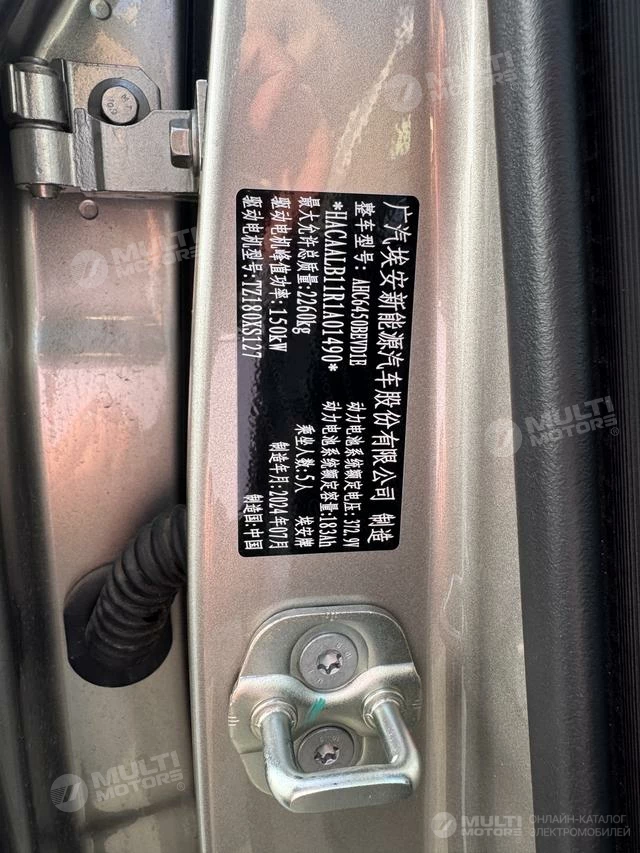 广汽埃安新能源汽车股份有限公司 制造
整车型号:AHC6450BEVD1E 动力电池系统额定电压:372.9V
*HACAALB11R1A01490* 动力电池系统额定容量:183Ah
最大允许总质量:2260kg 乘坐人数:5人 埃安牌
驱动电机峰值功率:150kW 制造年月:2024年07月
驱动电机型号:TZ180XS127 制造国:中国
MULTI
MOTORS
MULTI
MOTORS
MULTI
MOTORS
MULTI
MOTORS
ОНЛАЙН-КАТАЛОГ
ЭЛЕКТРОМОБИЛЕЙ